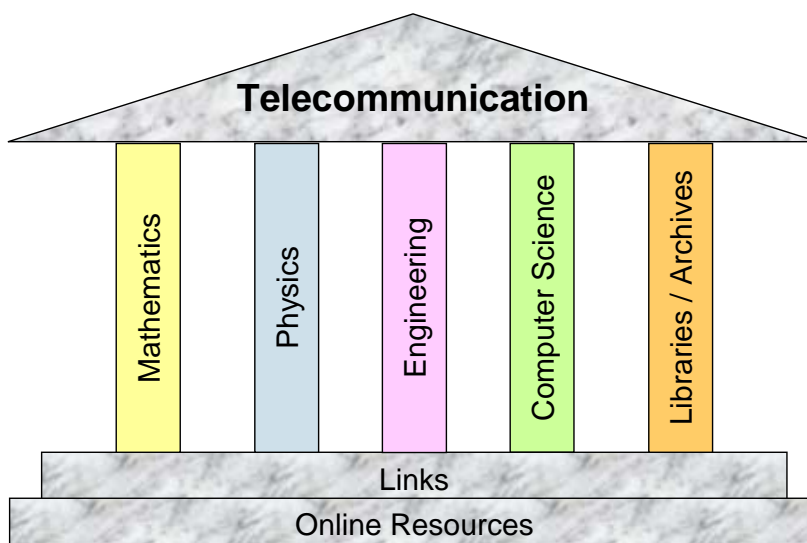 Telecommunication
Mathematics
Physics
Engineering
Computer Science
Libraries / Archives
Links
Online Resources